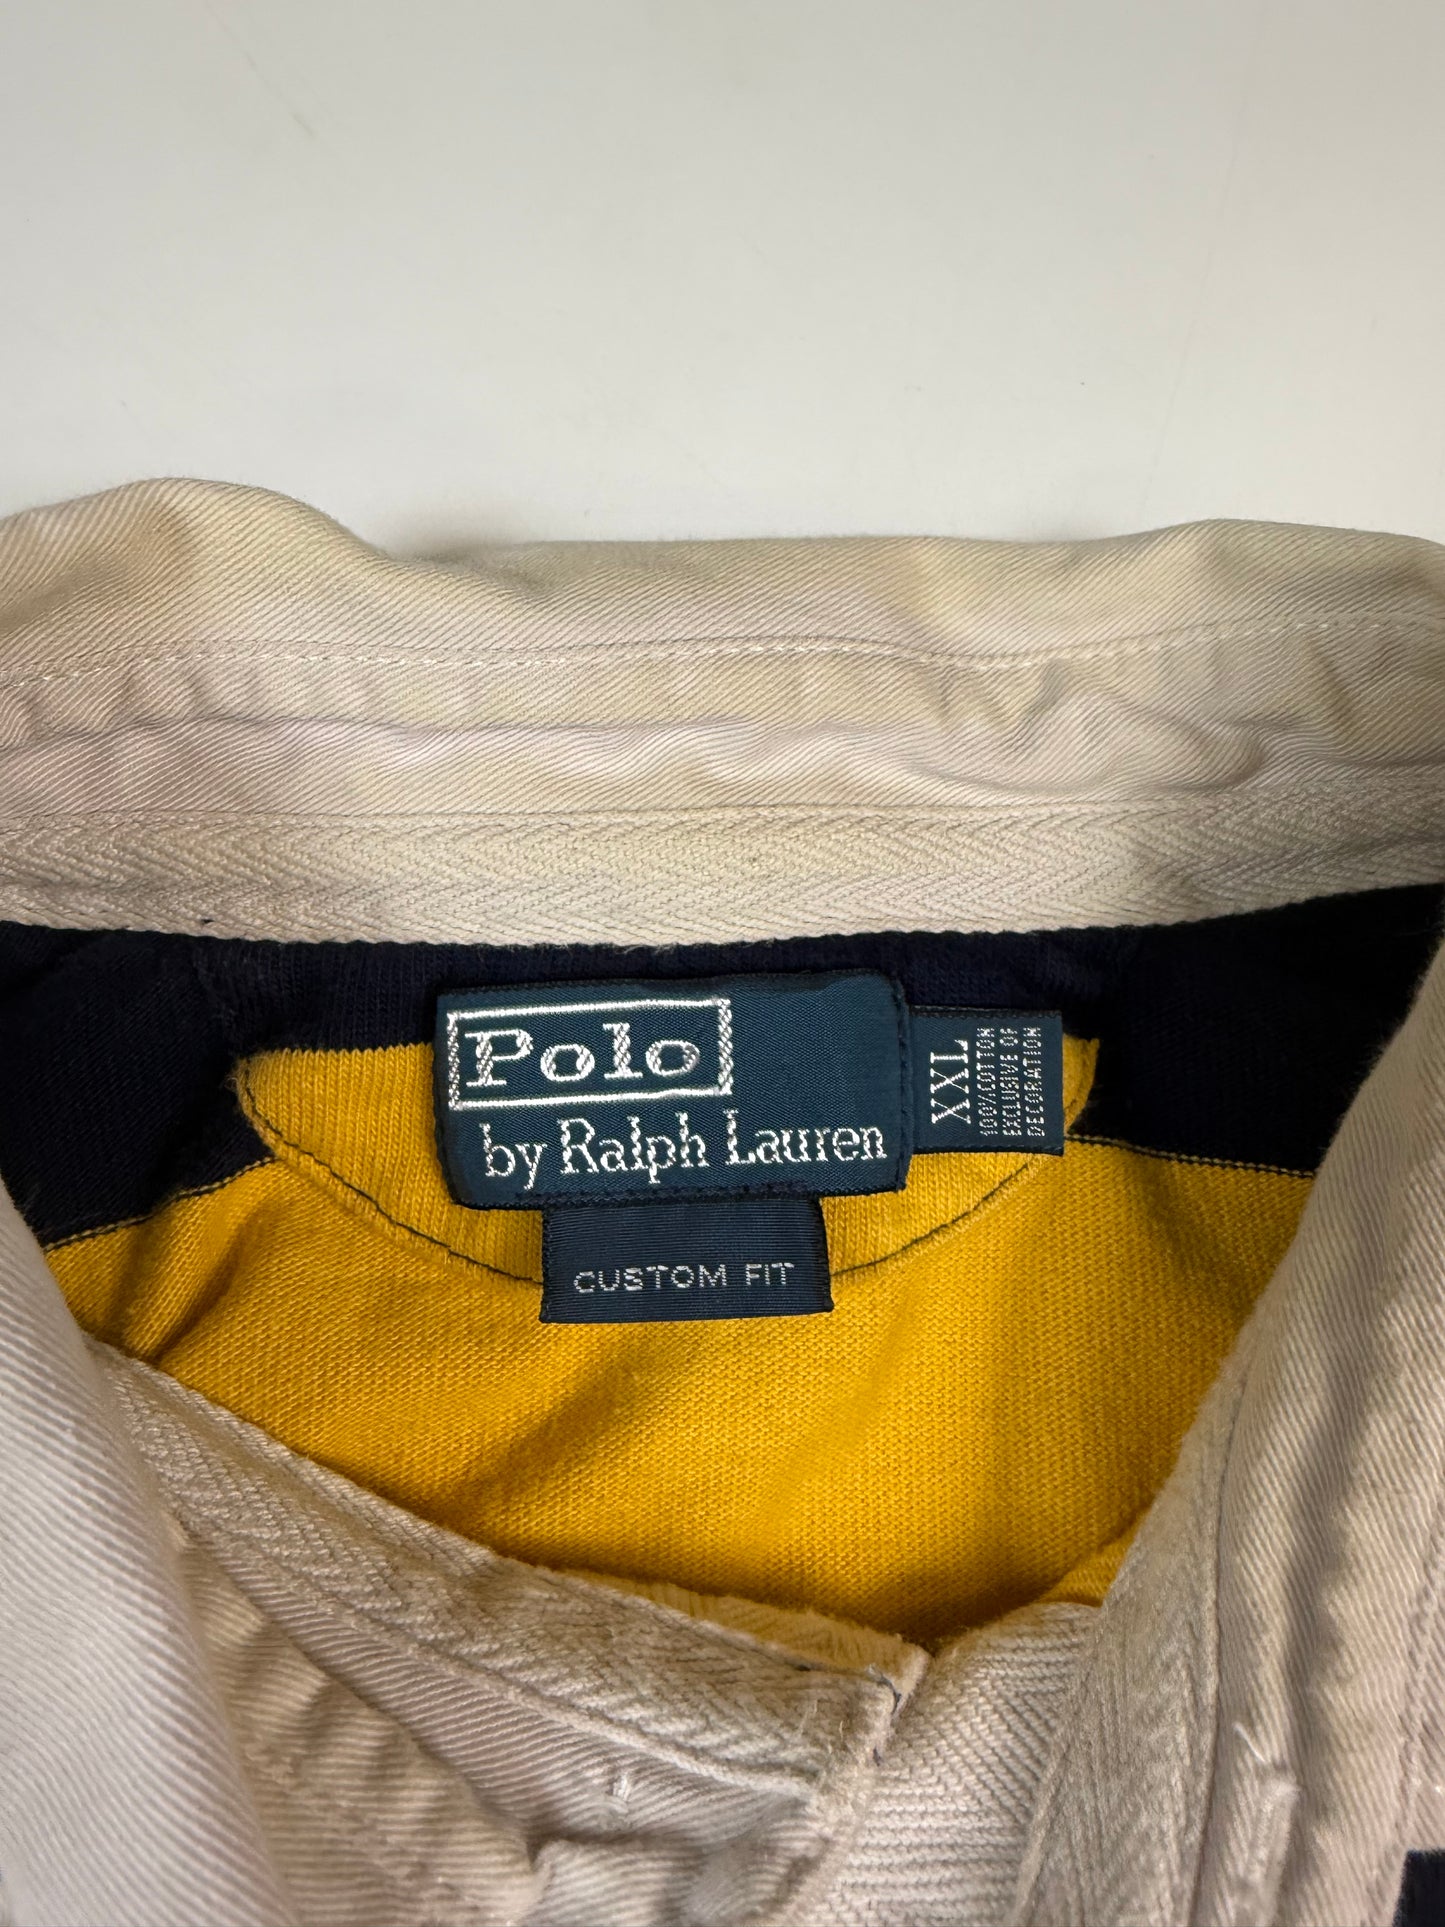 Polo
by Ralph Lauren
XXL
100% COTTON
EXCLUSIVE OF
DECORATION
CUSTOM FIT